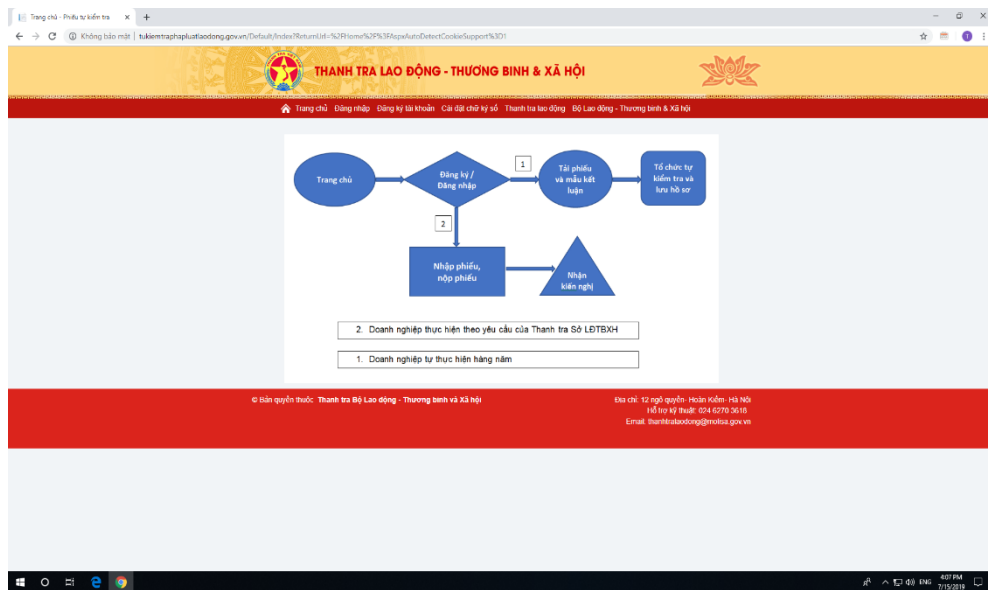 Trang chủ - Phiếu tự kiểm tra
Không bảo mật | tukiemtraphapluatlaodong.gov.vn/Default/Index?ReturnUrl=%2FHome%2F%3FAspxAutoDetectCookieSupport%3D1
THANH TRA LAO ĐỘNG - THƯƠNG BINH & XÃ HỘI
Trang chủ Đăng nhập Đăng ký tài khoản Cài đặt chữ ký số Thanh tra lao động Bộ Lao động - Thương binh & Xã hội
Trang chủ
Đăng ký /
Đăng nhập
1
Tải phiếu
và mẫu kết
luận
Tổ chức tự
kiểm tra và
lưu hồ sơ
2
Nhập phiếu,
nộp phiếu
Nhận
kiến nghị
2. Doanh nghiệp thực hiện theo yêu cầu của Thanh tra Sở LĐTBXH
1. Doanh nghiệp tự thực hiện hàng năm
© Bản quyền thuộc Thanh tra Bộ Lao động - Thương binh và Xã hội
Địa chỉ: 12 ngô quyền- Hoàn Kiếm- Hà Nội
Hỗ trợ kỹ thuật: 024 6270 0618
Email: thanhtralaodong@molisa.gov.vn
ENG
4:07 PM
7/15/2019